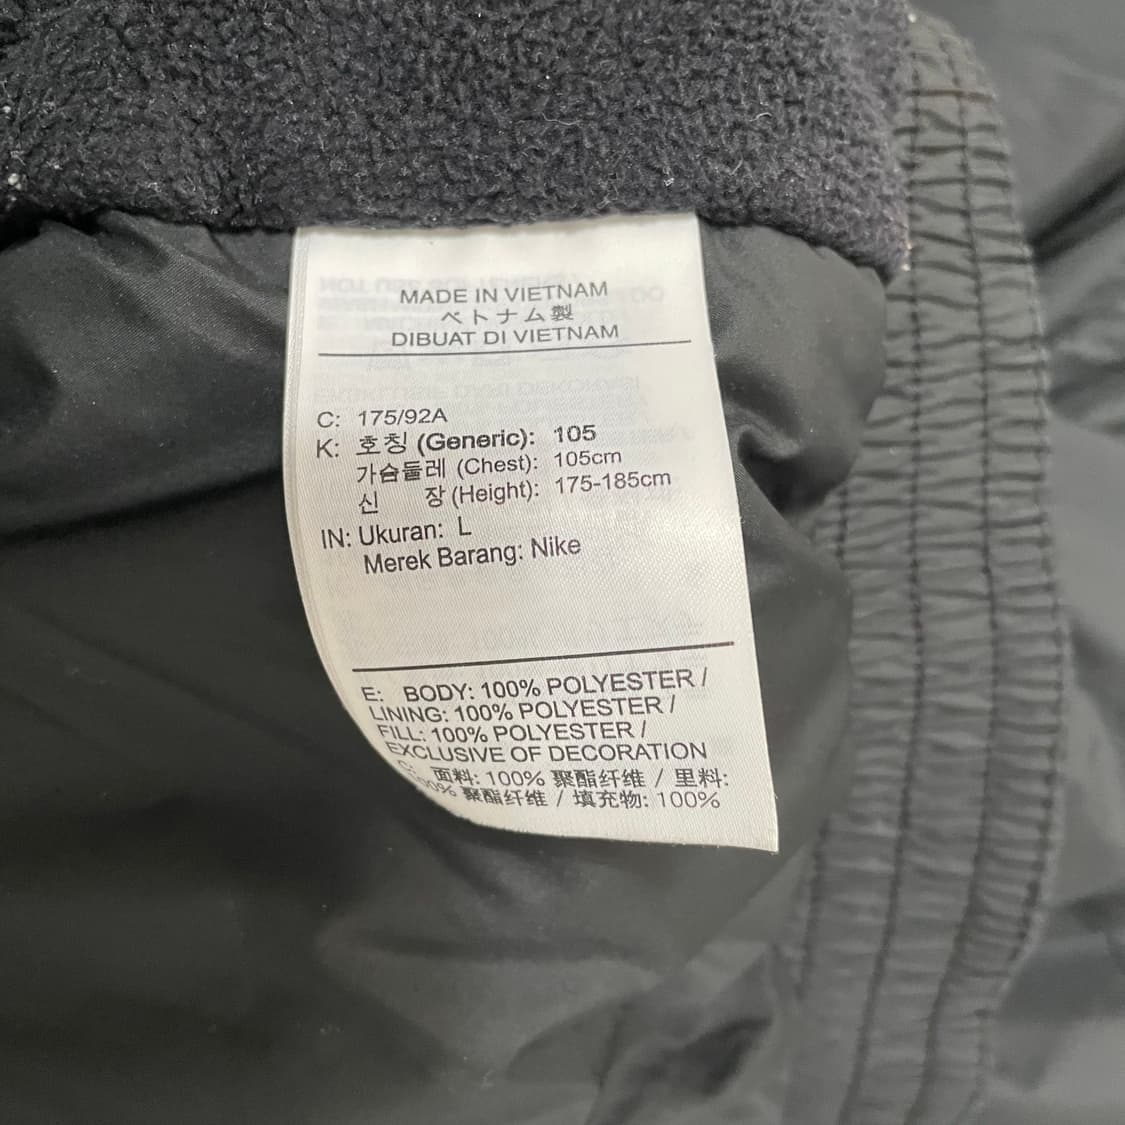 MADE IN VIETNAM
ベトナム製
DIBUAT DI VIETNAM
C: 175/92A
K: 호칭 (Generic): 105
가슴둘레 (Chest): 105cm
신 장 (Height): 175-185cm
IN: Ukuran: L
Merek Barang: Nike
E: BODY: 100% POLYESTER /
LINING: 100% POLYESTER /
FILL: 100% POLYESTER /
EXCLUSIVE OF DECORATION
C: 面料: 100% 聚酯纤维 / 里料:
100% 聚酯纤维 / 填充物: 100%